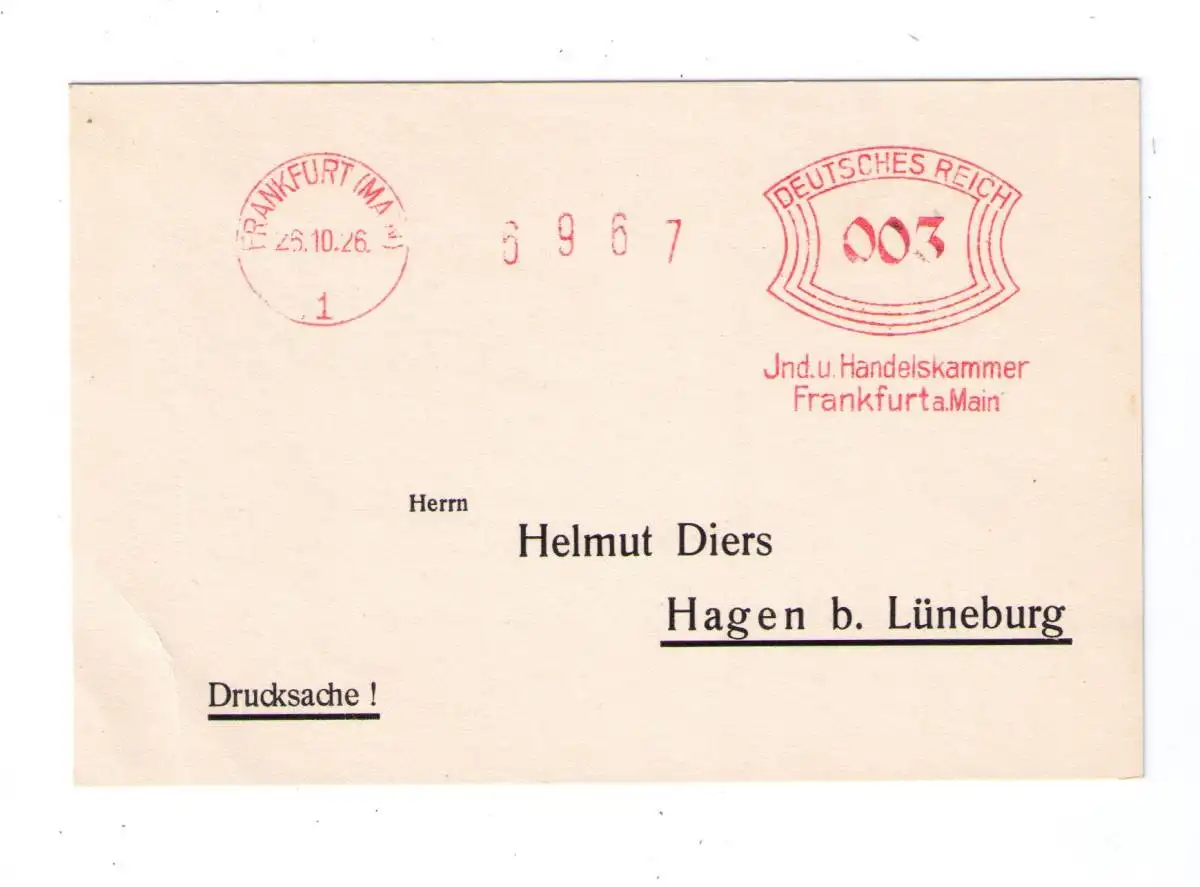 FRANKFURT (MAIN)
26.10.26.
1
6967
DEUTSCHES REICH
003
Jnd. u. Handelskammer
Frankfurt a. Main
Herrn
Helmut Diers
Hagen b. Lüneburg
Drucksache !